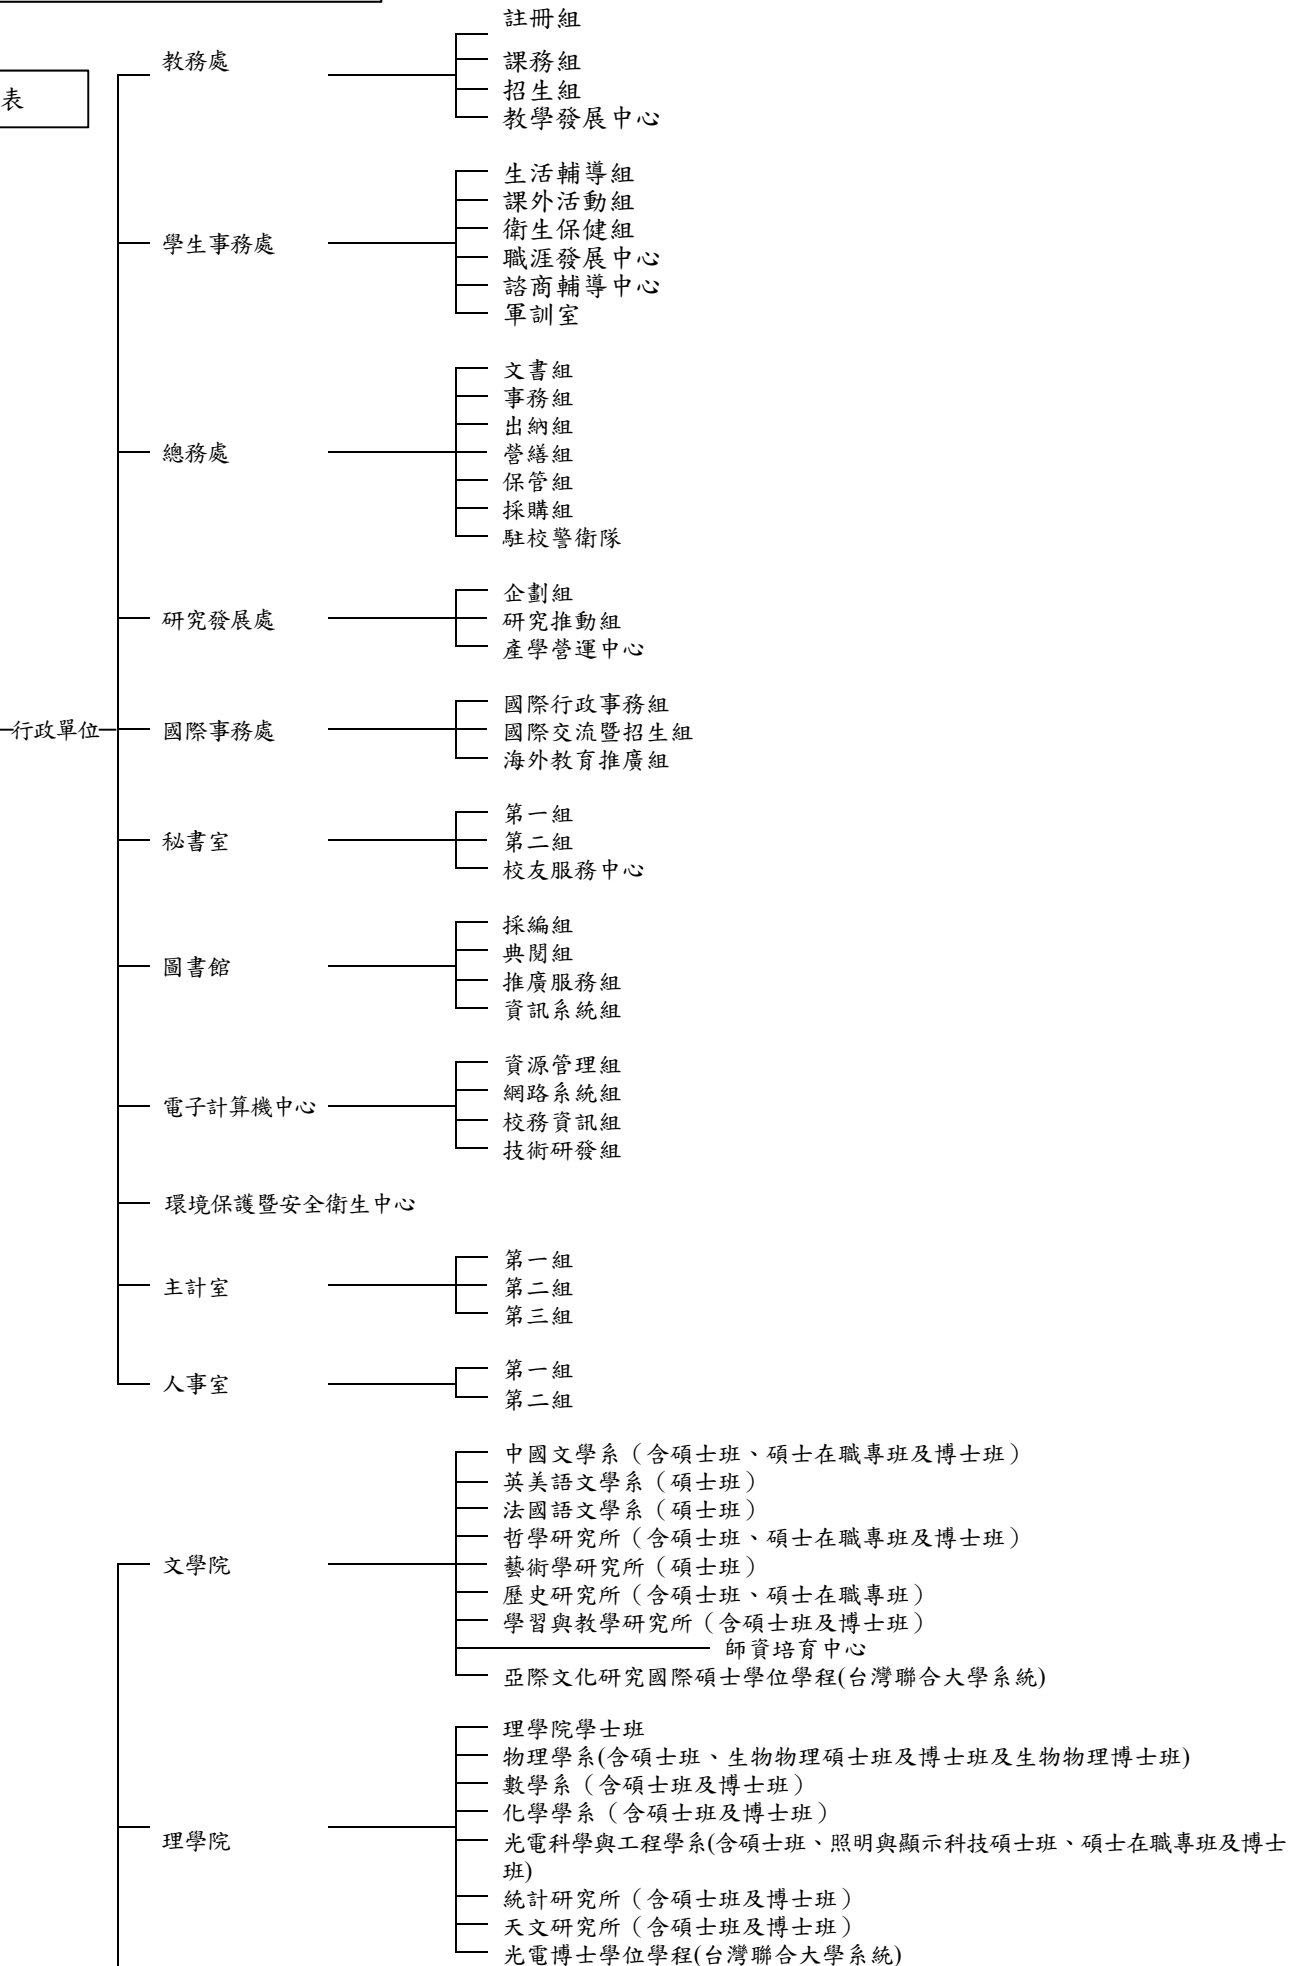 表
註冊組
教務處
課務組
招生組
教學發展中心
生活輔導組
課外活動組
衛生保健組
學生事務處
職涯發展中心
諮商輔導中心
軍訓室
文書組
事務組
出納組
總務處
營繕組
保管組
採購組
駐校警衛隊
企劃組
研究發展處
研究推動組
產學營運中心
國際行政事務組
行政單位
國際事務處
國際交流暨招生組
海外教育推廣組
第一組
秘書室
第二組
校友服務中心
採編組
典閱組
圖書館
推廣服務組
資訊系統組
資源管理組
網路系統組
電子計算機中心
校務資訊組
技術研發組
環境保護暨安全衛生中心
第一組
主計室
第二組
第三組
第一組
人事室
第二組
中國文學系（含碩士班、碩士在職專班及博士班）
英美語文學系（碩士班）
法國語文學系（碩士班）
哲學研究所（含碩士班、碩士在職專班及博士班）
文學院
藝術學研究所（碩士班）
歷史研究所（含碩士班、碩士在職專班）
學習與教學研究所（含碩士班及博士班）
師資培育中心
亞際文化研究國際碩士學位學程(台灣聯合大學系統)
理學院學士班
物理學系(含碩士班、生物物理碩士班及博士班及生物物理博士班)
數學系（含碩士班及博士班）
化學學系（含碩士班及博士班）
理學院
光電科學與工程學系(含碩士班、照明與顯示科技碩士班、碩士在職專班及博士
班)
統計研究所（含碩士班及博士班）
天文研究所（含碩士班及博士班）
光電博士學位學程(台灣聯合大學系統)